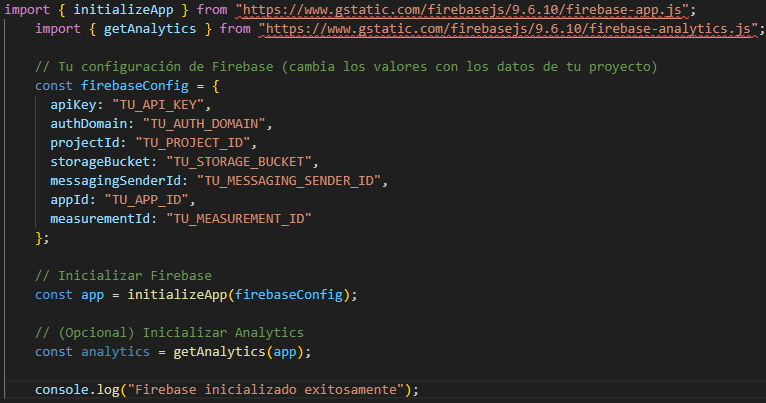 import { initializeApp } from "https://www.gstatic.com/firebasejs/9.6.10/firebase-app.js";
import { getAnalytics } from "https://www.gstatic.com/firebasejs/9.6.10/firebase-analytics.js";
// Tu configuración de Firebase (cambia los valores con los datos de tu proyecto)
const firebaseConfig = {
apiKey: "TU_API_KEY",
authDomain: "TU_AUTH_DOMAIN",
projectId: "TU_PROJECT_ID",
storageBucket: "TU_STORAGE_BUCKET",
messagingSenderId: "TU_MESSAGING_SENDER_ID",
appId: "TU_APP_ID",
measurementId: "TU_MEASUREMENT_ID"
};
// Inicializar Firebase
const app = initializeApp(firebaseConfig);
// (Opcional) Inicializar Analytics
const analytics = getAnalytics(app);
console.log("Firebase inicializado exitosamente");